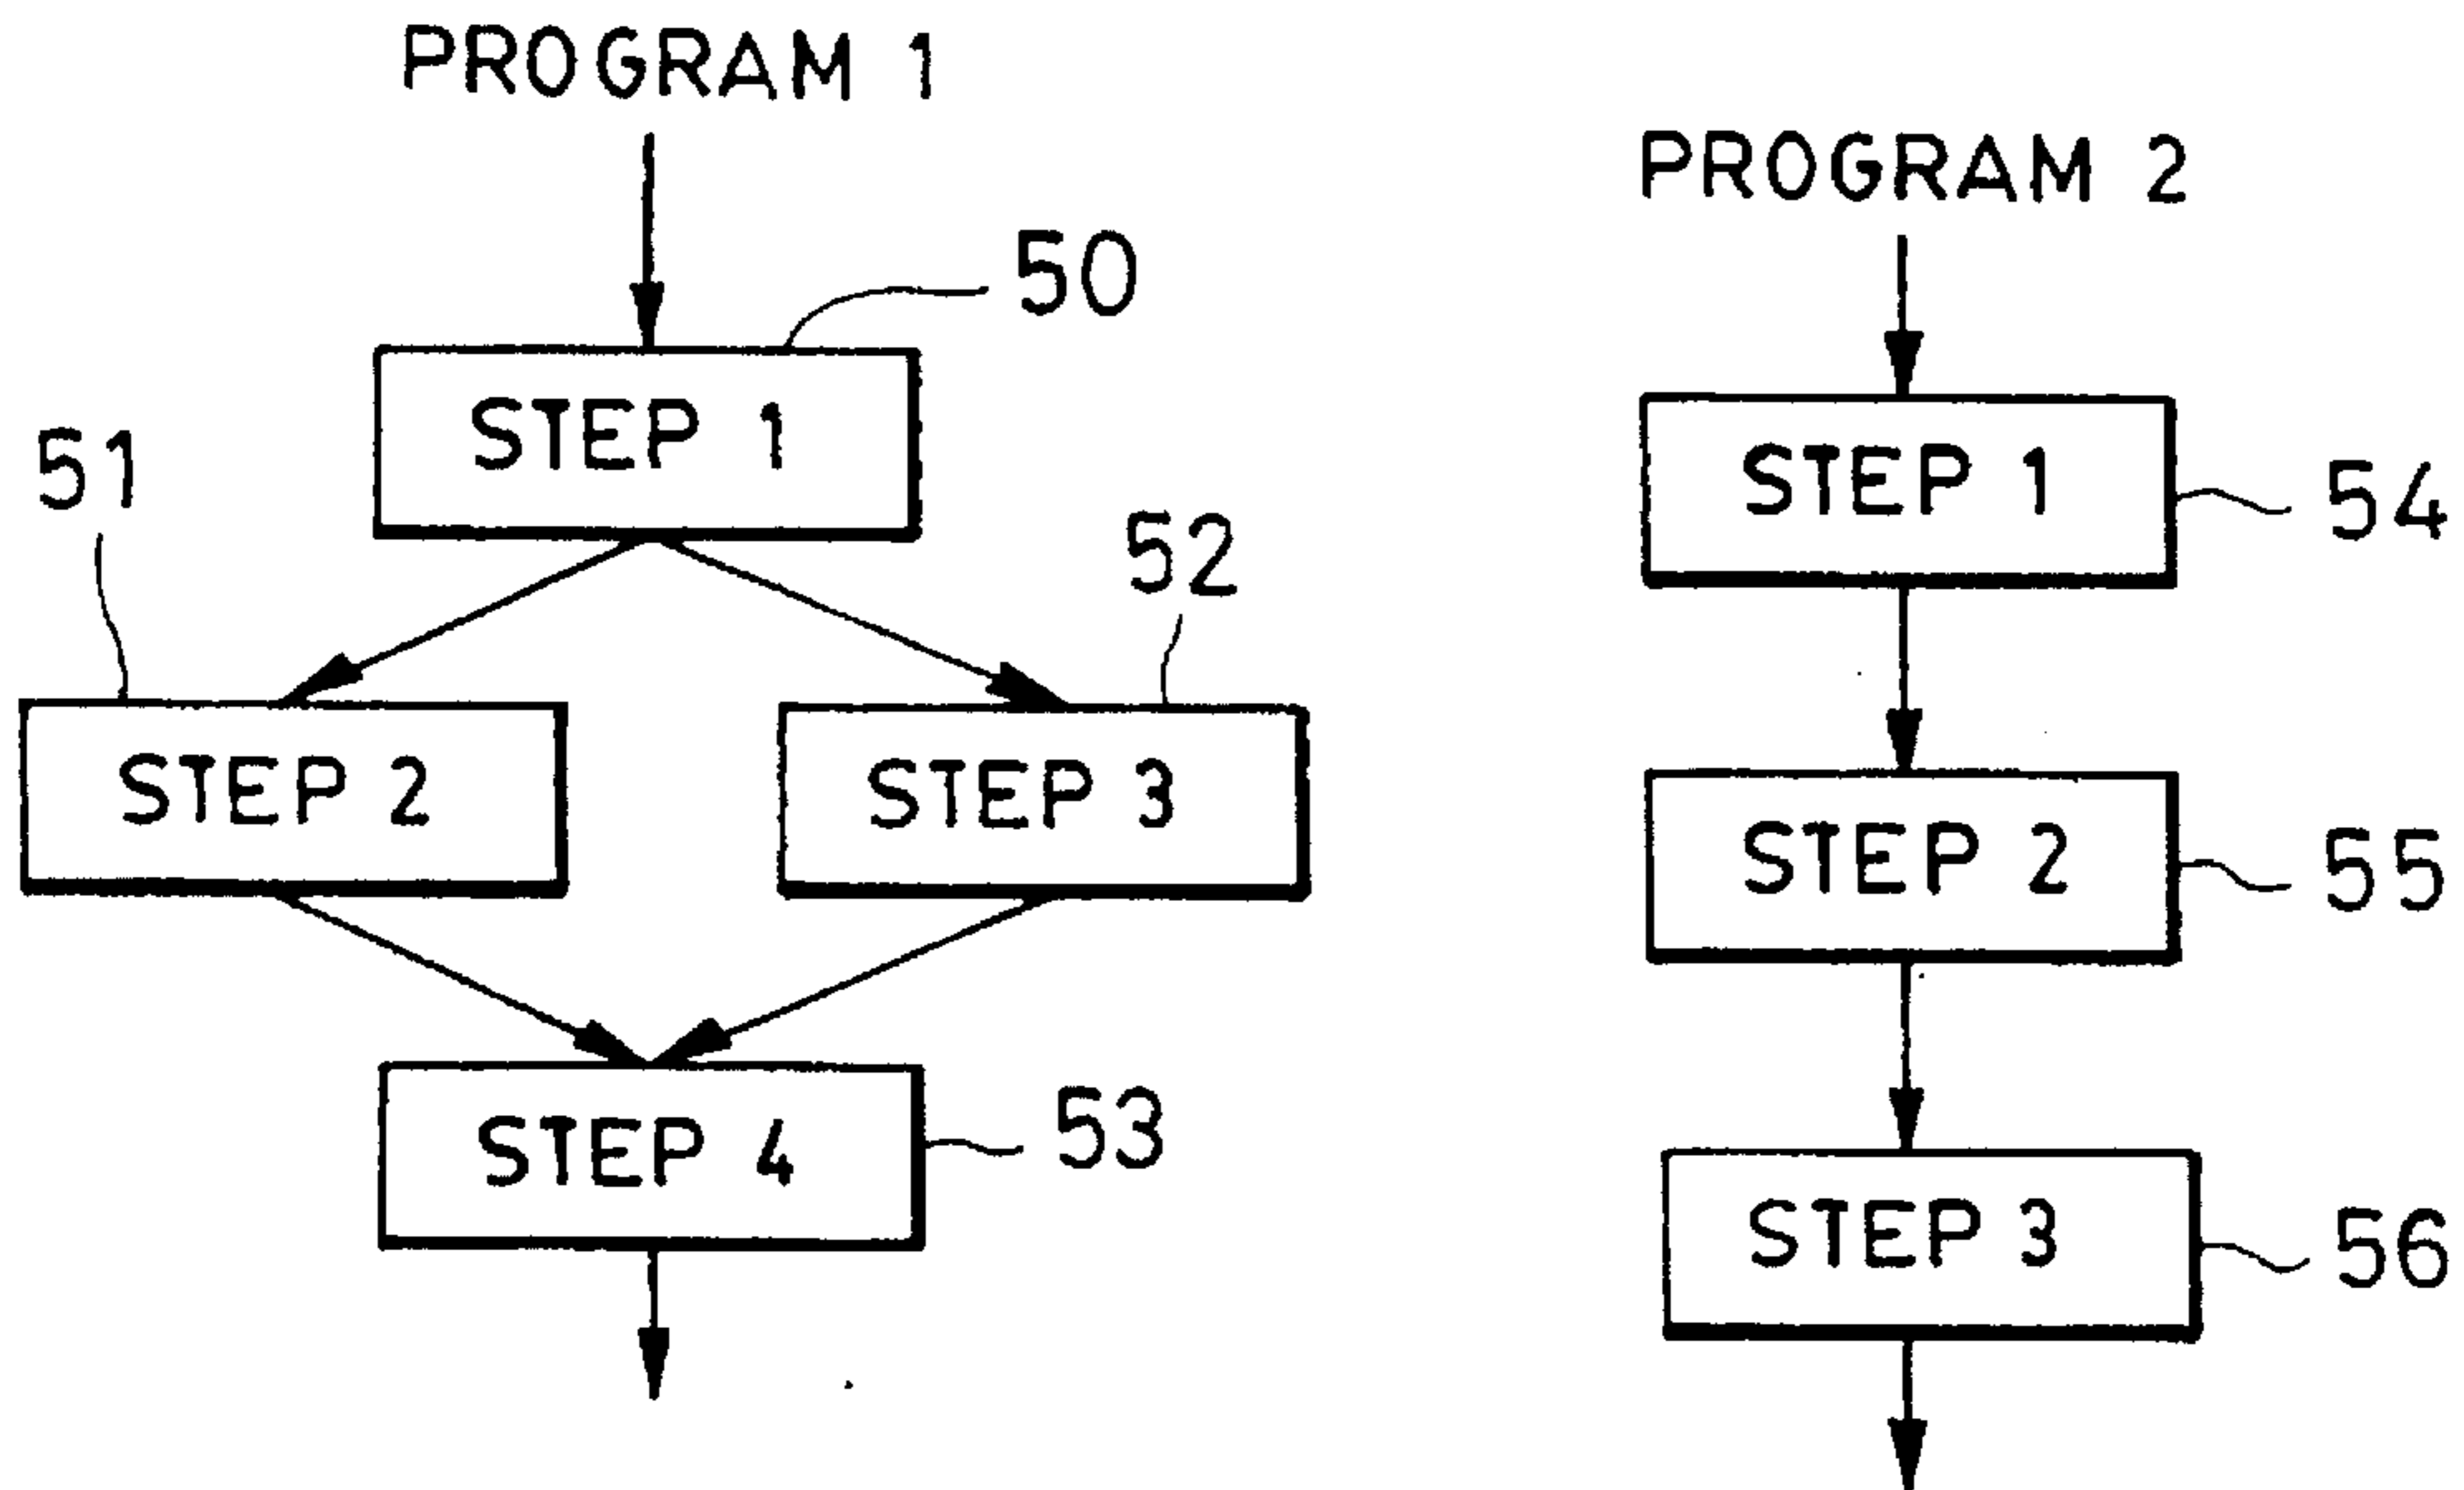 PROGRAM 1
50
STEP 1
51
52
STEP 2
STEP 3
STEP 4
53
PROGRAM 2
STEP 1
54
STEP 2
55
STEP 3
56